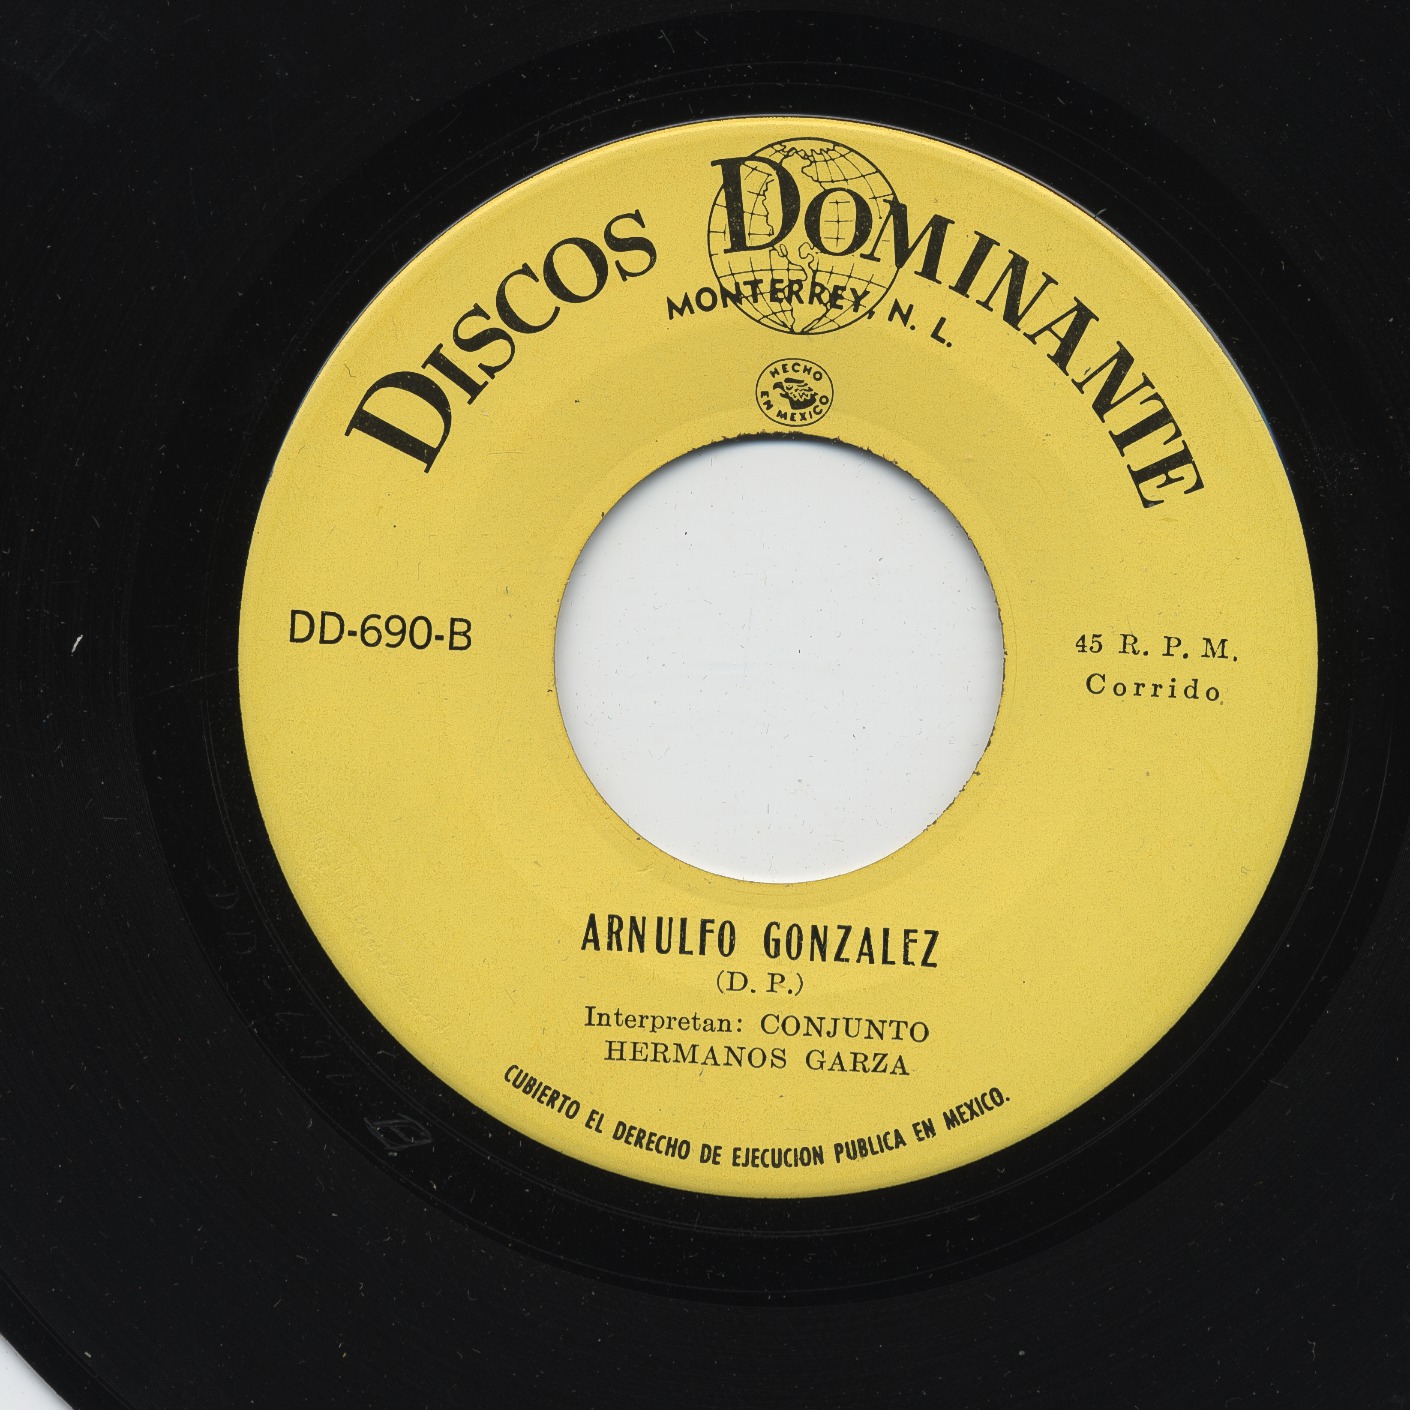 DISCOS DOMINANTE
MONTERREY, N. L.
HECHO EN MEXICO
DD-690-B
45 R. P. M.
Corrido
ARNULFO GONZALEZ
(D. P.)
Interpretan: CONJUNTO
HERMANOS GARZA
CUBIERTO EL DERECHO DE EJECUCION PUBLICA EN MEXICO.